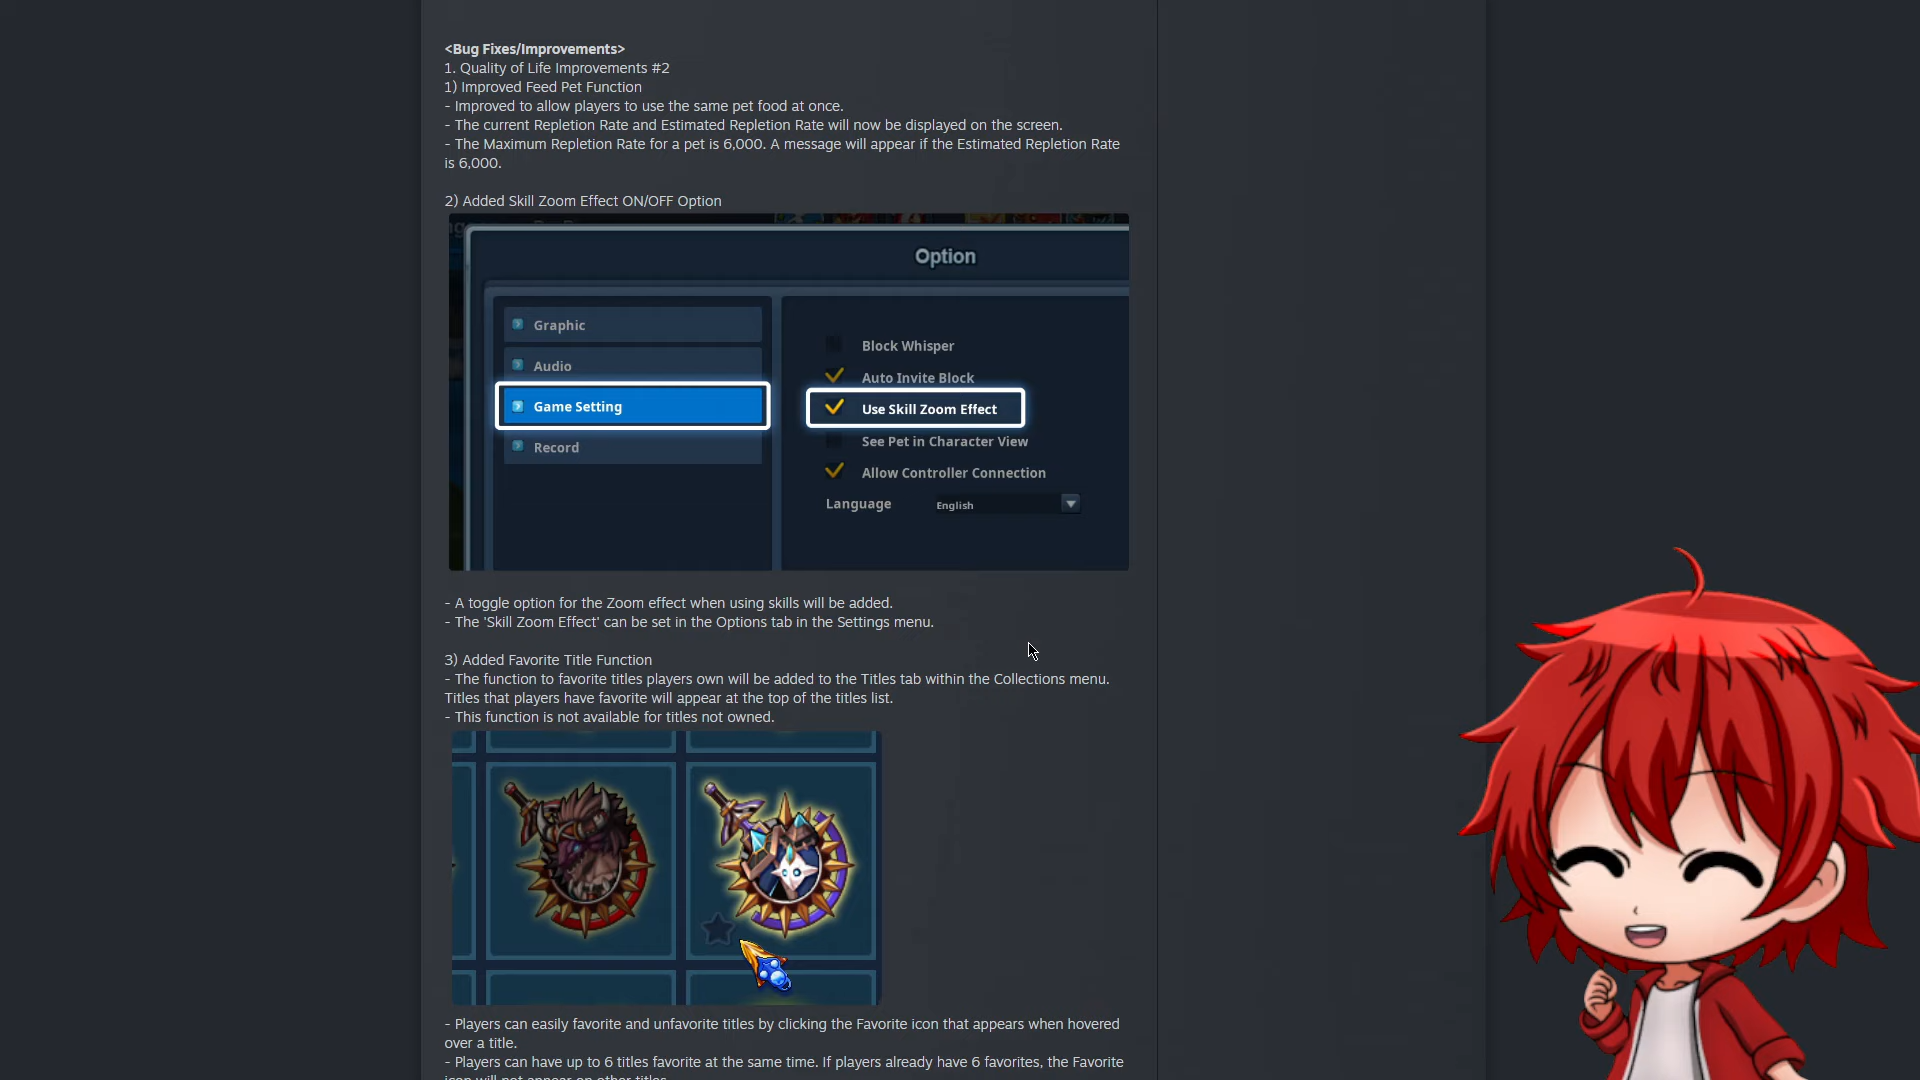 <Bug Fixes/Improvements>
1. Quality of Life Improvements #2
1) Improved Feed Pet Function
- Improved to allow players to use the same pet food at once.
- The current Repletion Rate and Estimated Repletion Rate will now be displayed on the screen.
- The Maximum Repletion Rate for a pet is 6,000. A message will appear if the Estimated Repletion Rate
is 6,000.
2) Added Skill Zoom Effect ON/OFF Option
Option
Graphic
Audio
Game Setting
Record
Block Whisper
Auto Invite Block
Use Skill Zoom Effect
See Pet in Character View
Allow Controller Connection
Language English
- A toggle option for the Zoom effect when using skills will be added.
- The 'Skill Zoom Effect' can be set in the Options tab in the Settings menu.
3) Added Favorite Title Function
- The function to favorite titles players own will be added to the Titles tab within the Collections menu.
Titles that players have favorite will appear at the top of the titles list.
- This function is not available for titles not owned.
- Players can easily favorite and unfavorite titles by clicking the Favorite icon that appears when hovered
over a title.
- Players can have up to 6 titles favorite at the same time. If players already have 6 favorites, the Favorite
icon will not appear on other titles.